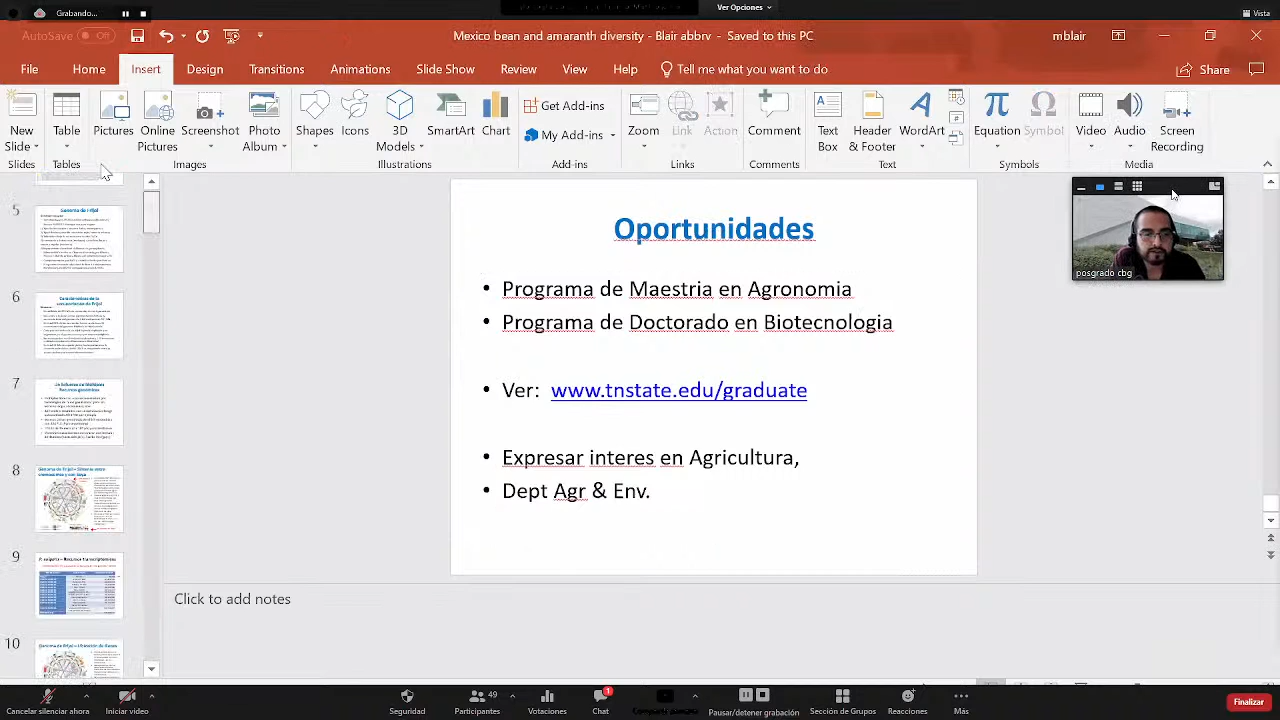 Grabando...
Ver Opciones
Vista
AutoSave Off
Mexico bean and amaranth diversity - Blair abbrv - Saved to this PC
mblair
File Home Insert Design Transitions Animations Slide Show Review View Help Tell me what you want to do
Share
New Slide
Table
Pictures
Online Pictures
Screenshot
Photo Album
Shapes
Icons
3D Models
SmartArt
Chart
Get Add-ins
My Add-ins
Zoom
Link
Action
Comment
Text Box
Header & Footer
WordArt
Equation
Symbol
Video
Audio
Screen Recording
Slides Tables Images Illustrations Links Text Symbols Media
5
Genoma de Frijol
6
7
8
9
10
Oportunidades
• Programa de Maestria en Agronomia
• Programa de Doctorado en Biotecnologia
• Ver: www.tnstate.edu/graduate
• Expresar interes en Agricultura,
• Dept Agr & Env.
posgrado cbg
Click to add notes
Cancelar silenciar ahora
Iniciar video
Seguridad
Participantes 49
Votaciones
Chat 1
Pausar/detener grabación
Sección de Grupos
Reacciones
Más
Finalizar